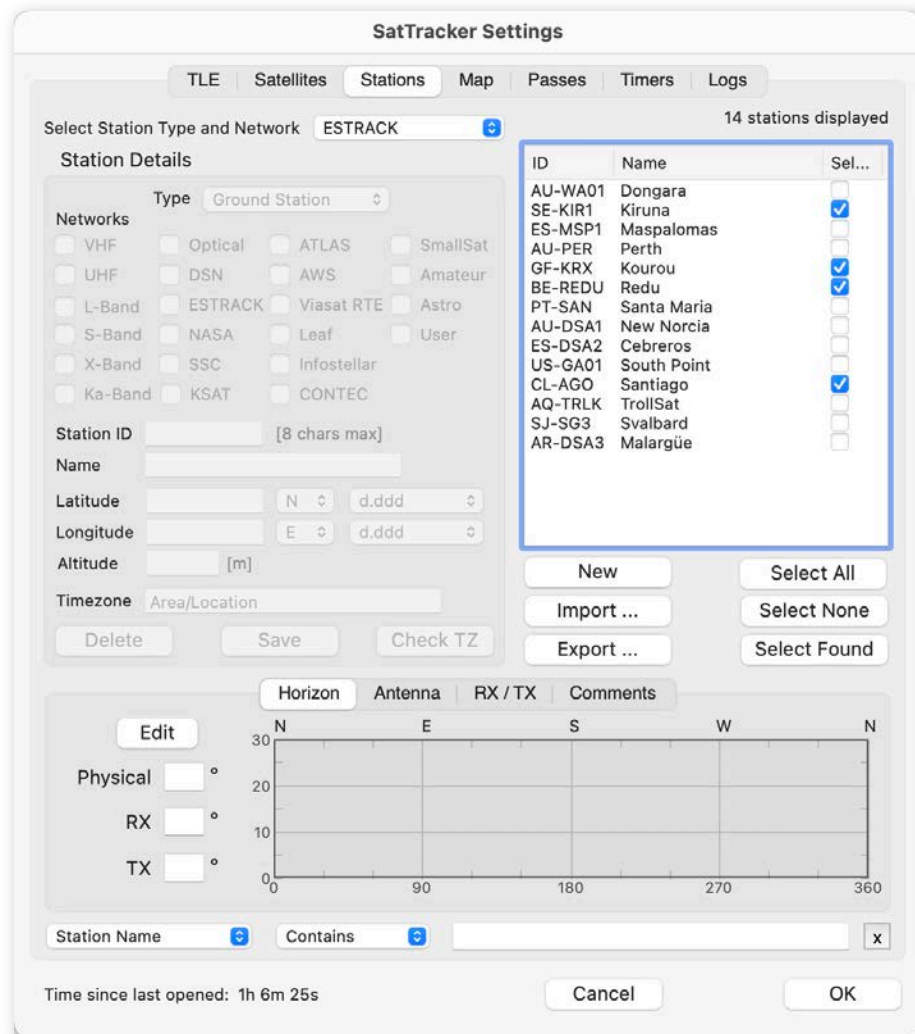 SatTracker Settings
TLE Satellites Stations Map Passes Timers Logs
Select Station Type and Network ESTRACK
14 stations displayed
Station Details
Type Ground Station
Networks
VHF Optical ATLAS SmallSat
UHF DSN AWS Amateur
L-Band ESTRACK Viasat RTE Astro
S-Band NASA Leaf User
X-Band SSC Infostellar
Ka-Band KSAT CONTEC
Station ID [8 chars max]
Name
Latitude N d.ddd
Longitude E d.ddd
Altitude [m]
Timezone Area/Location
Delete Save Check TZ
ID Name Sel...
AU-WA01 Dongara
SE-KIR1 Kiruna
ES-MSP1 Maspalomas
AU-PER Perth
GF-KRX Kourou
BE-REDU Redu
PT-SAN Santa Maria
AU-DSA1 New Norcia
ES-DSA2 Cebreros
US-GA01 South Point
CL-AGO Santiago
AQ-TRLK TrollSat
SJ-SG3 Svalbard
AR-DSA3 Malargüe
New Select All
Import ... Select None
Export ... Select Found
Horizon Antenna RX / TX Comments
Edit
Physical °
RX °
TX °
N E S W N
30
20
10
0
0 90 180 270 360
Station Name Contains x
Time since last opened: 1h 6m 25s
Cancel OK